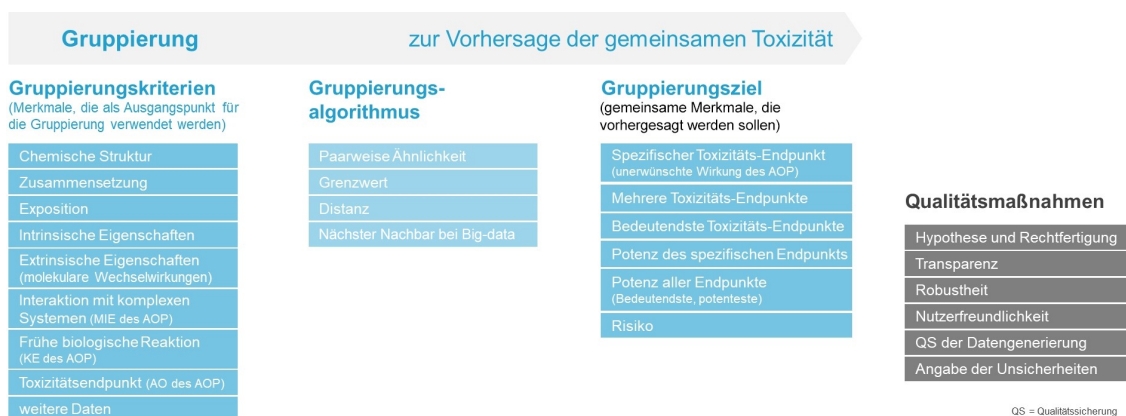 Gruppierung zur Vorhersage der gemeinsamen Toxizität
Gruppierungskriterien
(Merkmale, die als Ausgangspunkt für
die Gruppierung verwendet werden)
Chemische Struktur
Zusammensetzung
Exposition
Intrinsische Eigenschaften
Extrinsische Eigenschaften
(molekulare Wechselwirkungen)
Interaktion mit komplexen
Systemen (MIE des AOP)
Frühe biologische Reaktion
(KE des AOP)
Toxizitätsendpunkt (AO des AOP)
weitere Daten
Gruppierungs-
algorithmus
Paarweise Ähnlichkeit
Grenzwert
Distanz
Nächster Nachbar bei Big-data
Gruppierungsziel
(gemeinsame Merkmale, die
vorhergesagt werden sollen)
Spezifischer Toxizitäts-Endpunkt
(unerwünschte Wirkung des AOP)
Mehrere Toxizitäts-Endpunkte
Bedeutendste Toxizitäts-Endpunkte
Potenz des spezifischen Endpunkts
Potenz aller Endpunkte
(Bedeutendste, potenteste)
Risiko
Qualitätsmaßnahmen
Hypothese und Rechtfertigung
Transparenz
Robustheit
Nutzerfreundlichkeit
QS der Datengenerierung
Angabe der Unsicherheiten
QS = Qualitätssicherung